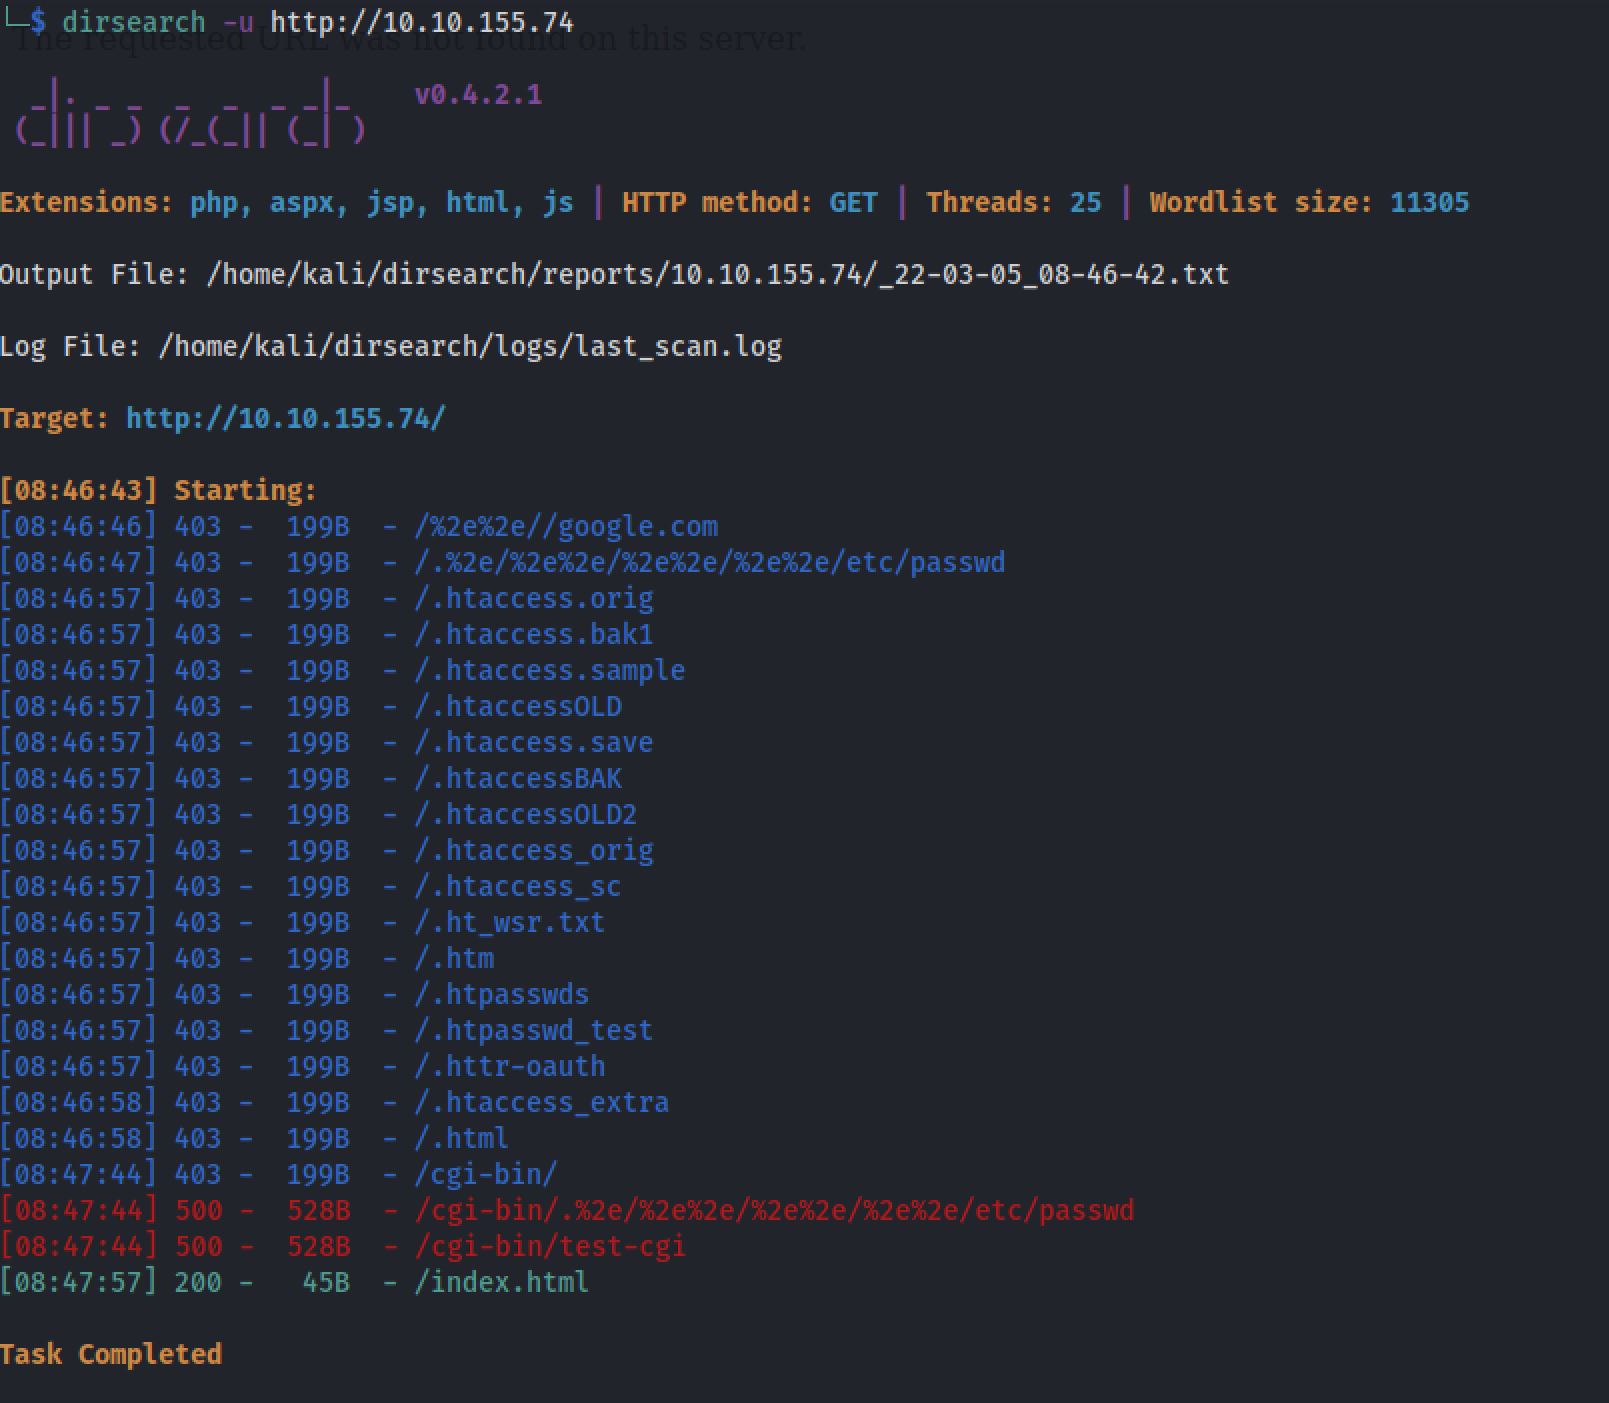 └─$ dirsearch -u http://10.10.155.74
The requested URL was not found on this server.
v0.4.2.1
Extensions: php, aspx, jsp, html, js | HTTP method: GET | Threads: 25 | Wordlist size: 11305
Output File: /home/kali/dirsearch/reports/10.10.155.74/_22-03-05_08-46-42.txt
Log File: /home/kali/dirsearch/logs/last_scan.log
Target: http://10.10.155.74/
[08:46:43] Starting:
[08:46:46] 403 -  199B  - /%2e%2e//google.com
[08:46:47] 403 -  199B  - /.%2e/%2e%2e/%2e%2e/%2e%2e/etc/passwd
[08:46:57] 403 -  199B  - /.htaccess.orig
[08:46:57] 403 -  199B  - /.htaccess.bak1
[08:46:57] 403 -  199B  - /.htaccess.sample
[08:46:57] 403 -  199B  - /.htaccessOLD
[08:46:57] 403 -  199B  - /.htaccess.save
[08:46:57] 403 -  199B  - /.htaccessBAK
[08:46:57] 403 -  199B  - /.htaccessOLD2
[08:46:57] 403 -  199B  - /.htaccess_orig
[08:46:57] 403 -  199B  - /.htaccess_sc
[08:46:57] 403 -  199B  - /.ht_wsr.txt
[08:46:57] 403 -  199B  - /.htm
[08:46:57] 403 -  199B  - /.htpasswds
[08:46:57] 403 -  199B  - /.htpasswd_test
[08:46:57] 403 -  199B  - /.httr-oauth
[08:46:58] 403 -  199B  - /.htaccess_extra
[08:46:58] 403 -  199B  - /.html
[08:47:44] 403 -  199B  - /cgi-bin/
[08:47:44] 500 -  528B  - /cgi-bin/.%2e/%2e%2e/%2e%2e/%2e%2e/etc/passwd
[08:47:44] 500 -  528B  - /cgi-bin/test-cgi
[08:47:57] 200 -   45B  - /index.html
Task Completed